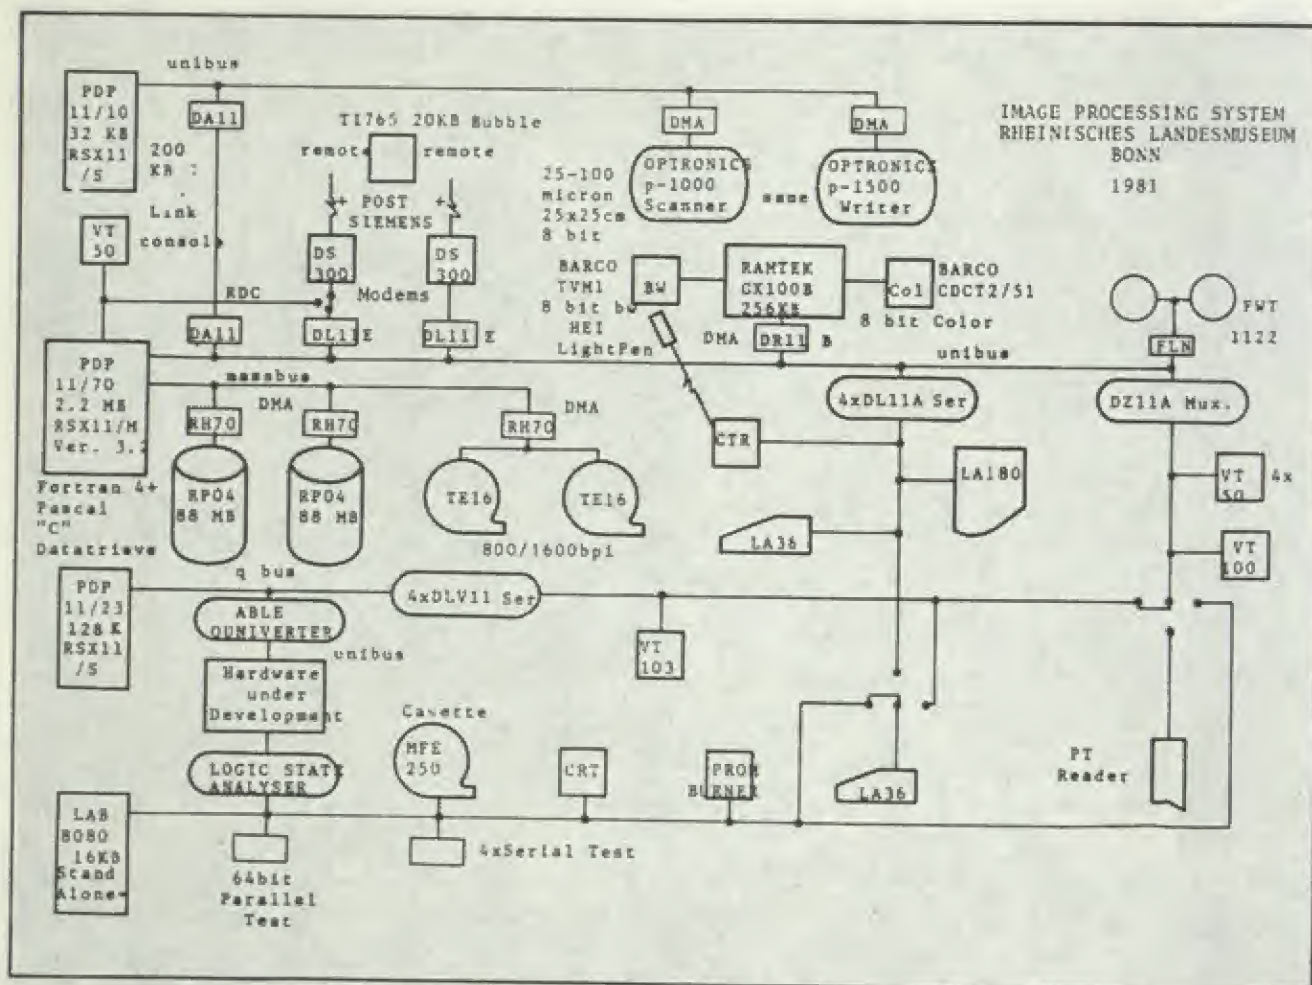 IMAGE PROCESSING SYSTEM
RHEINISCHES LANDESMUSEUM
BONN
1981
unibus
PDP
11/10
32 KB
RSX11
/S
DA11
200
KB
Link
TI765 20KB Bubble
remote
remote
POST
SIEMENS
DS
300
DS
300
Modems
VT
50
consol
RDC
DA11
DL11E
DL11 E
DMA
DMA
OPTRONICS
p-1000
Scanner
same
OPTRONICS
p-1500
Writer
25-100
micron
25x25cm
8 bit
BARCO
TVM1
8 bit bw
HEI
LightPen
BW
RAMTEK
GX100B
256KB
Col
BARCO
CDCT2/51
8 bit Color
DMA
DR11 B
unibus
FWT
1122
FLN
PDP
11/70
2.2 MB
RSX11/M
Ver. 3.2
Fortran 4+
Pascal
"C"
Datatrieve
massbus
DMA
RH70
RH70
DMA
RH70
RP04
88 MB
RP04
88 MB
TE16
TE16
800/1600bpi
4xDL11A Ser
DZ11A Mux.
CTR
LA180
LA36
VT
50
4x
VT
100
q bus
PDP
11/23
128 K
RSX11
/S
4xDLV11 Ser
ABLE
QUNIVERTER
unibus
Hardware
under
Development
LOGIC STATE
ANALYSER
VT
103
Casette
MFE
250
CRT
PROM
BURNER
LA36
PT
Reader
LAB
8080
16KB
Stand
Alone
64bit
Parallel
Test
4xSerial Test